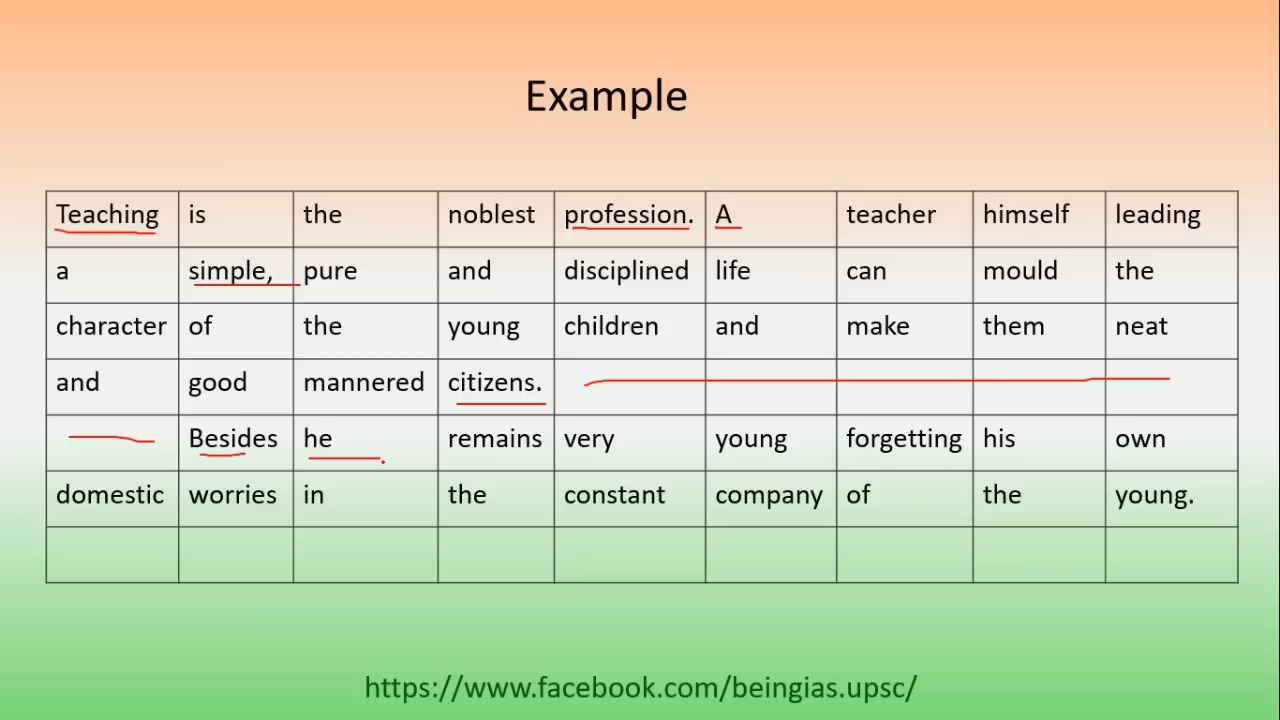 Example
Teaching is the noblest profession. A teacher himself leading
a simple, pure and disciplined life can mould the
character of the young children and make them neat
and good mannered citizens.
Besides he remains very young forgetting his own
domestic worries in the constant company of the young.
https://www.facebook.com/beingias.upsc/